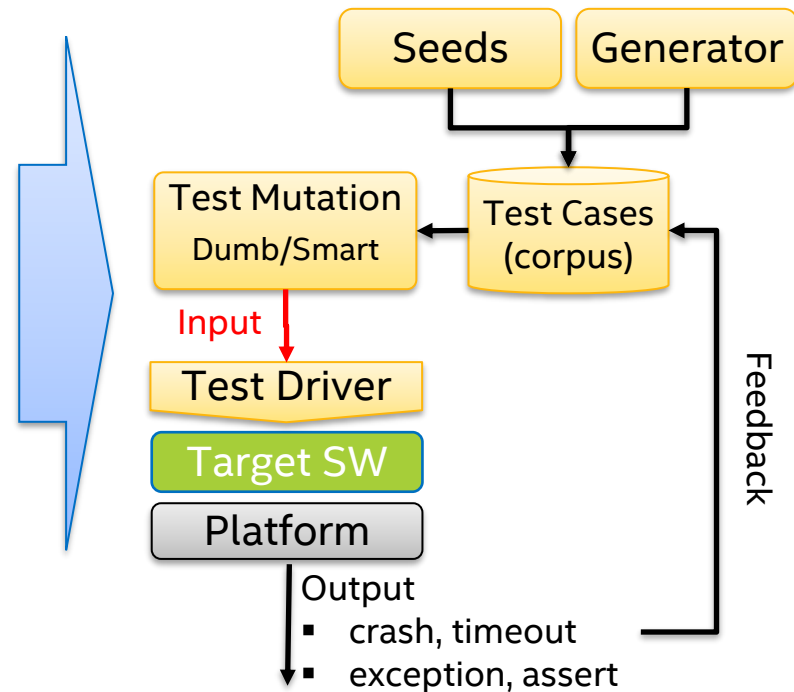 Seeds
Generator
Test Mutation
Dumb/Smart
Test Cases
(corpus)
Input
Test Driver
Target SW
Platform
Feedback
Output
▪ crash, timeout
▪ exception, assert